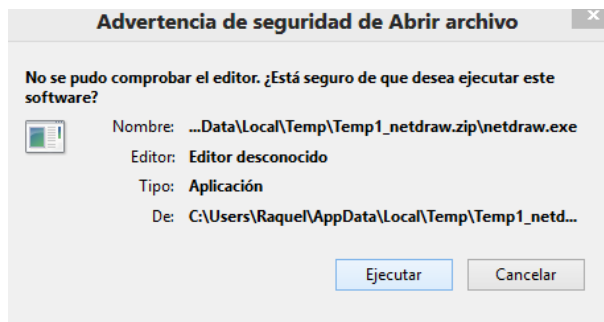 Advertencia de seguridad de Abrir archivo
No se pudo comprobar el editor. ¿Está seguro de que desea ejecutar este
software?
Nombre: ...Data\Local\Temp\Temp1_netdraw.zip\netdraw.exe
Editor: Editor desconocido
Tipo: Aplicación
De: C:\Users\Raquel\AppData\Local\Temp\Temp1_netd...
Ejecutar Cancelar